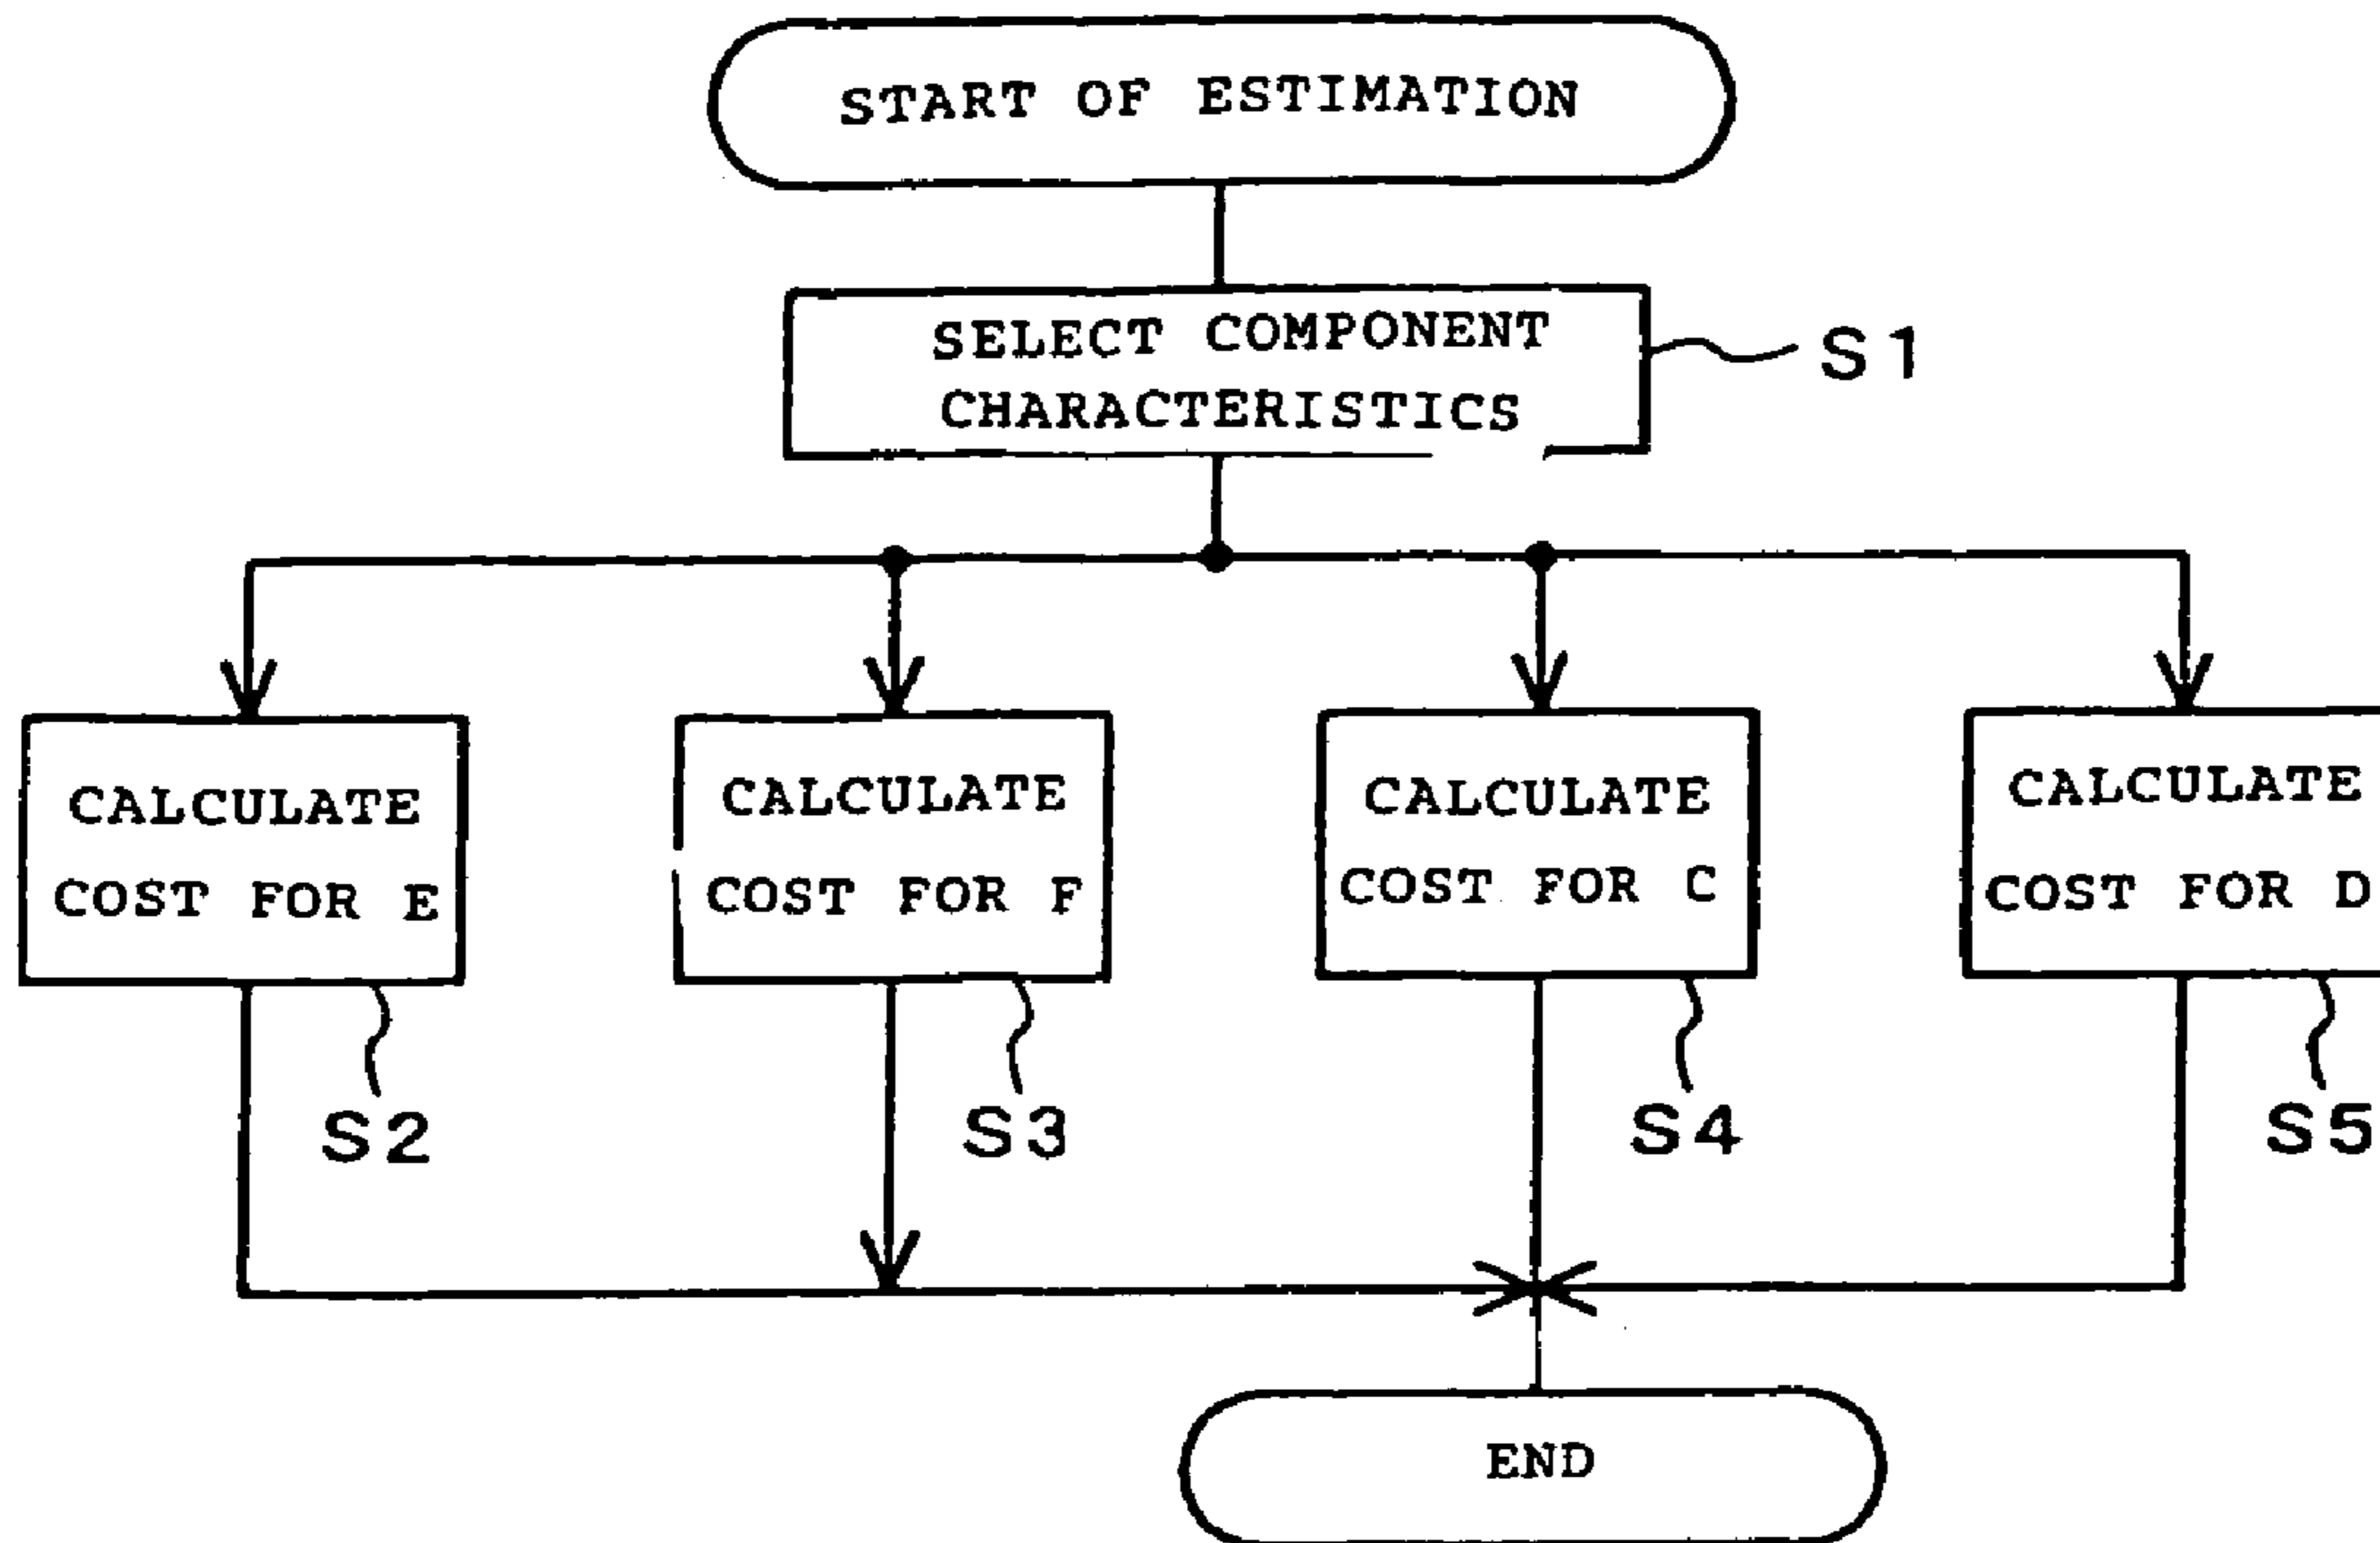 START OF ESTIMATION
SELECT COMPONENT
CHARACTERISTICS
S1
CALCULATE
COST FOR E
CALCULATE
COST FOR F
CALCULATE
COST FOR C
CALCULATE
COST FOR D
S2
S3
S4
S5
END